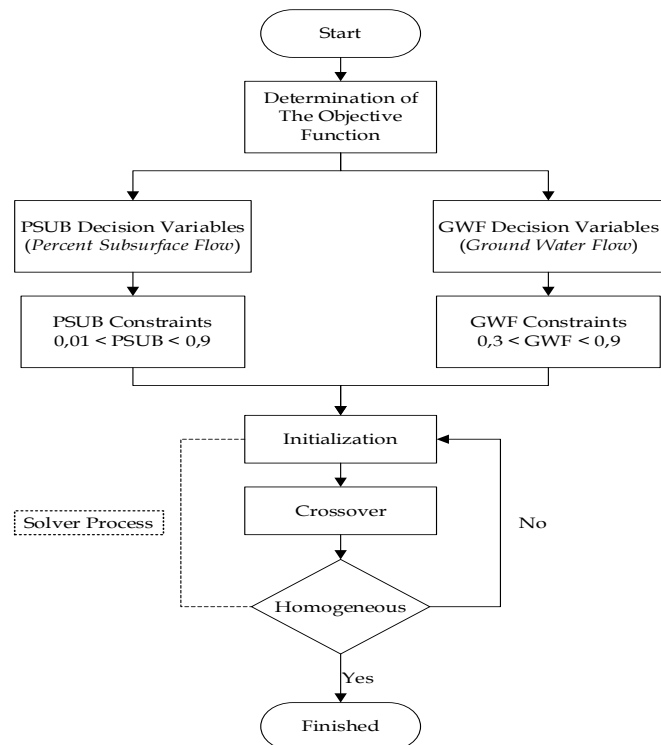 Start
Determination of
The Objective
Function
PSUB Decision Variables
(Percent Subsurface Flow)
GWF Decision Variables
(Ground Water Flow)
PSUB Constraints
0,01 < PSUB < 0,9
GWF Constraints
0,3 < GWF < 0,9
Initialization
Crossover
Solver Process
No
Homogeneous
Yes
Finished